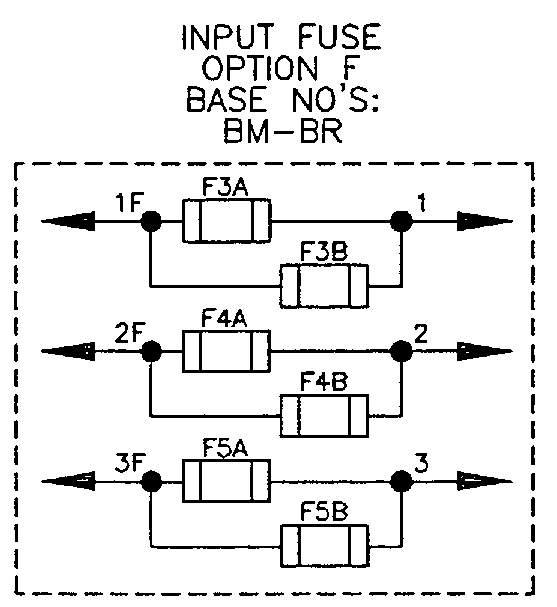 INPUT FUSE
OPTION F
BASE NO'S:
BM-BR
1F F3A 1
F3B
2F F4A 2
F4B
3F F5A 3
F5B